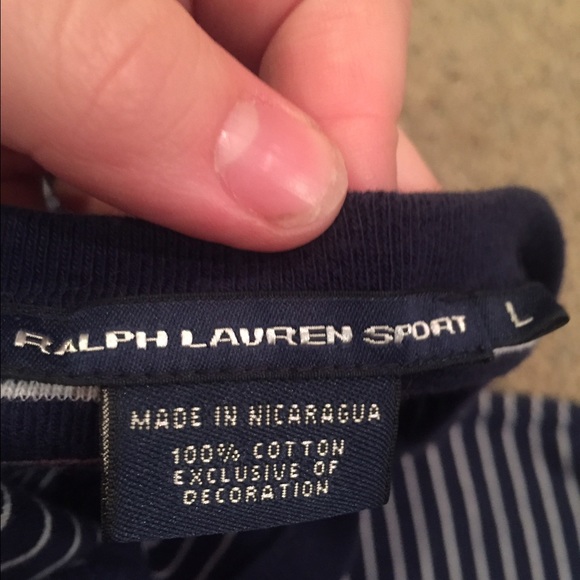 RALPH LAUREN SPORT L
MADE IN NICARAGUA
100% COTTON
EXCLUSIVE OF
DECORATION